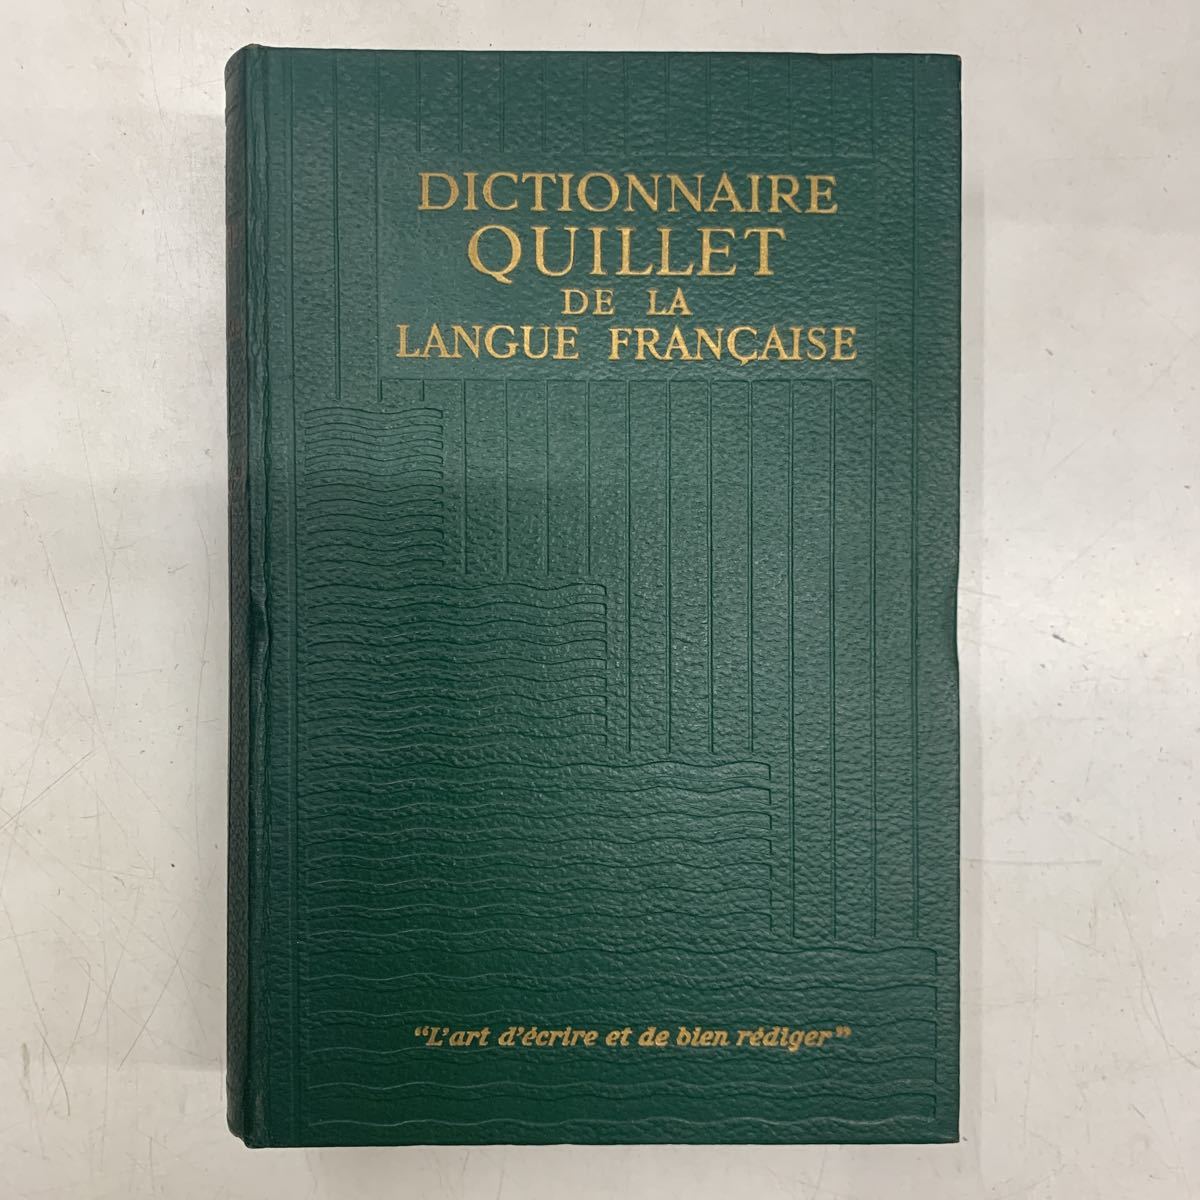 DICTIONNAIRE
QUILLET
DE LA
LANGUE FRANÇAISE
“L'art d'écrire et de bien rédiger”